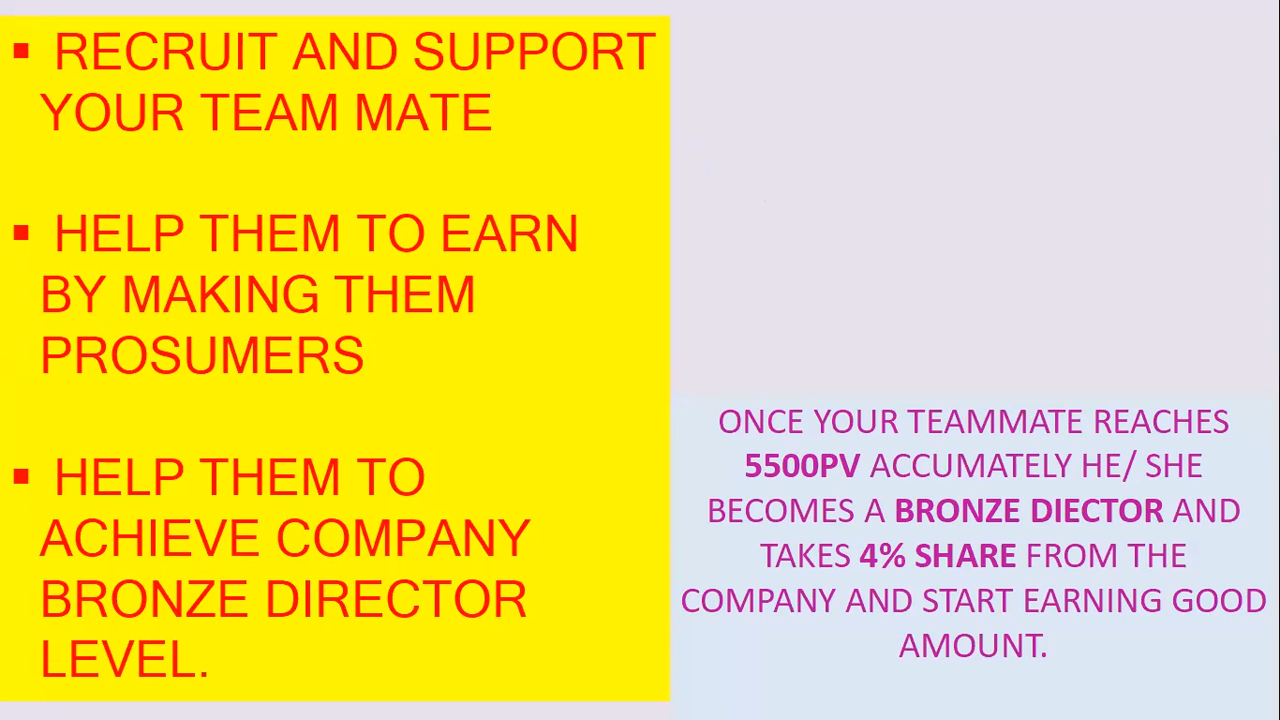 ▪ RECRUIT AND SUPPORT
YOUR TEAM MATE
▪ HELP THEM TO EARN
BY MAKING THEM
PROSUMERS
▪ HELP THEM TO
ACHIEVE COMPANY
BRONZE DIRECTOR
LEVEL.
ONCE YOUR TEAMMATE REACHES
5500PV ACCUMATELY HE/ SHE
BECOMES A BRONZE DIECTOR AND
TAKES 4% SHARE FROM THE
COMPANY AND START EARNING GOOD
AMOUNT.